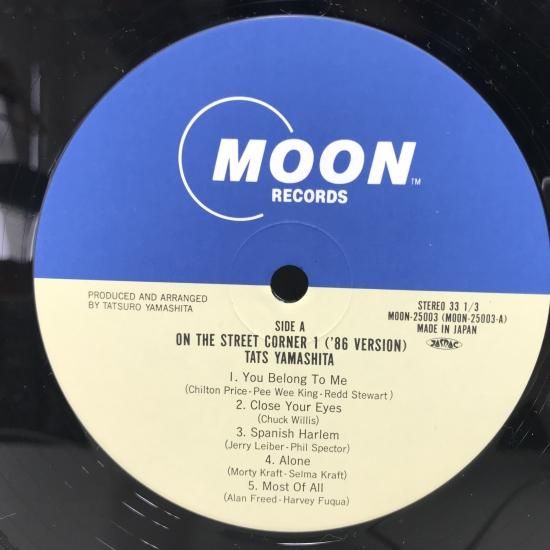 MOON™
RECORDS
PRODUCED AND ARRANGED
BY TATSURO YAMASHITA
STEREO 33 1/3
MOON-25003 (MOON-25003-A)
MADE IN JAPAN
JASRAC
SIDE A
ON THE STREET CORNER 1 ('86 VERSION)
TATS YAMASHITA
1. You Belong To Me
(Chilton Price-Pee Wee King-Redd Stewart)
2. Close Your Eyes
(Chuck Willis)
3. Spanish Harlem
(Jerry Leiber-Phil Spector)
4. Alone
(Morty Kraft-Selma Kraft)
5. Most Of All
(Alan Freed-Harvey Fuqua)